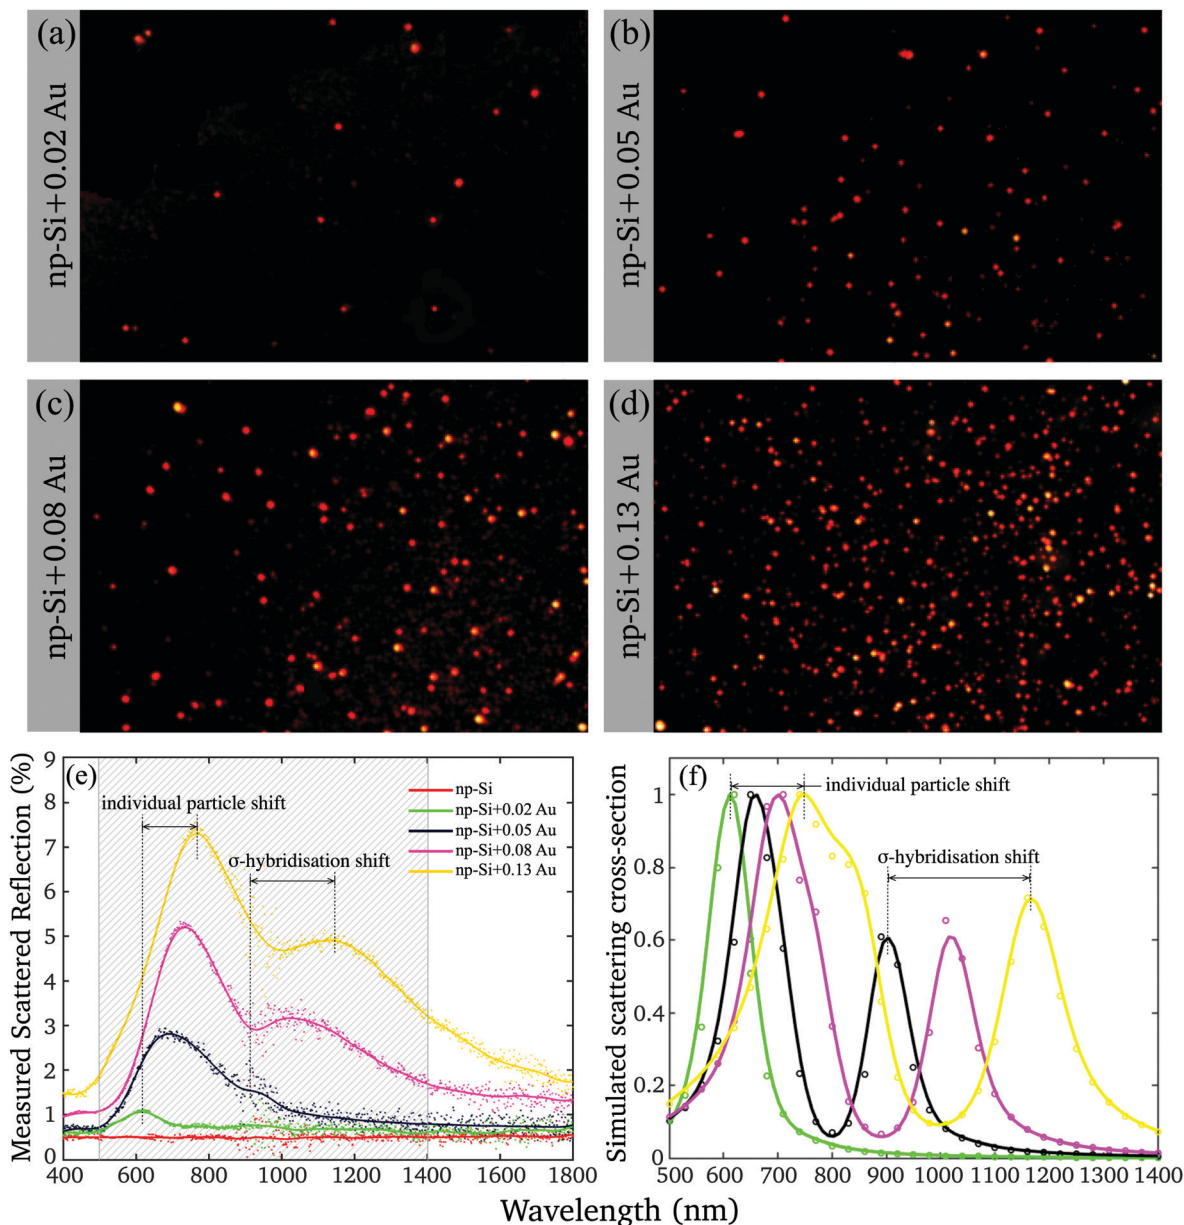 (a)
np-Si+0.02 Au
(b)
np-Si+0.05 Au
(c)
np-Si+0.08 Au
(d)
np-Si+0.13 Au
(e)
Measured Scattered Reflection (%)
9
8
7
6
5
4
3
2
1
0
400 600 800 1000 1200 1400 1600 1800
individual particle shift
σ-hybridisation shift
np-Si
np-Si+0.02 Au
np-Si+0.05 Au
np-Si+0.08 Au
np-Si+0.13 Au
(f)
Simulated scattering cross-section
1
0.8
0.6
0.4
0.2
0
500 600 700 800 900 1000 1100 1200 1300 1400
individual particle shift
σ-hybridisation shift
Wavelength (nm)